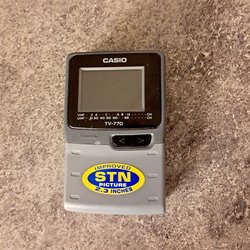 CASIO
TV-770
IMPROVED
STN
PICTURE
2.3 INCHES